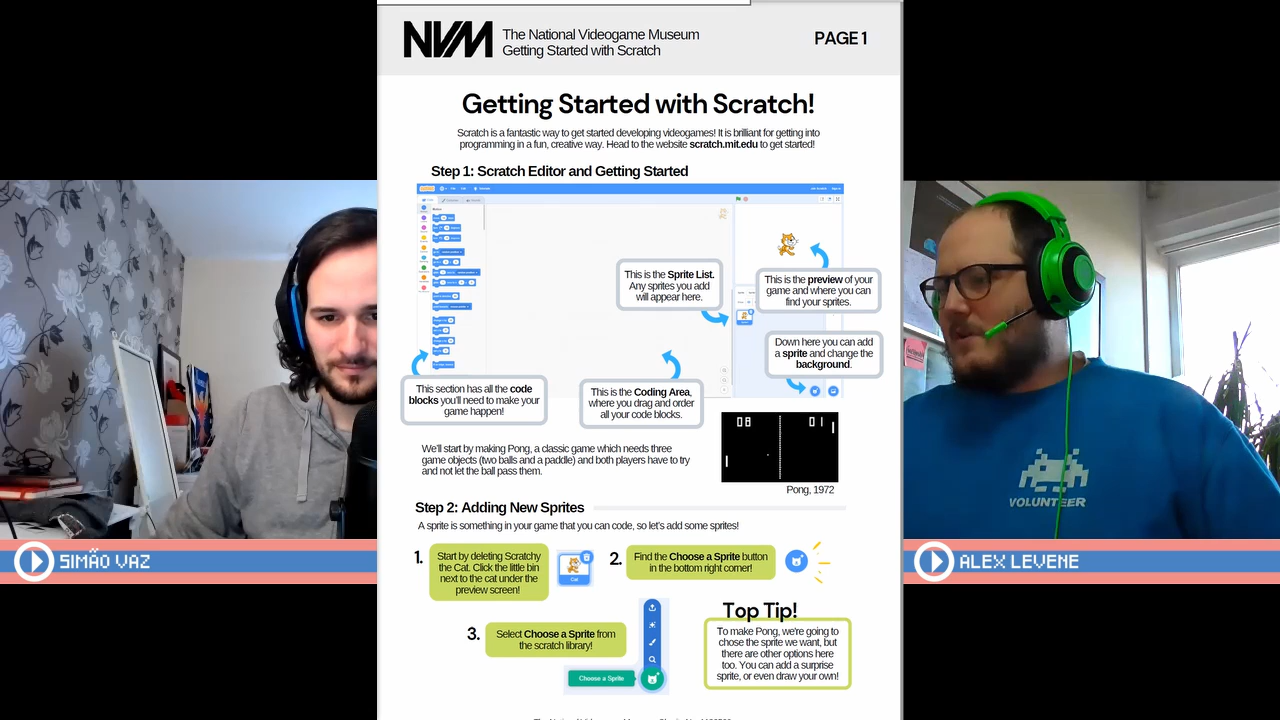 NVM
The National Videogame Museum
Getting Started with Scratch
PAGE 1
Getting Started with Scratch!
Scratch is a fantastic way to get started developing videogames! It is brilliant for getting into
programming in a fun, creative way. Head to the website scratch.mit.edu to get started!
Step 1: Scratch Editor and Getting Started
This is the Sprite List.
Any sprites you add
will appear here.
This is the preview of your
game and where you can
find your sprites.
Down here you can add
a sprite and change the
background.
This section has all the code
blocks you'll need to make your
game happen!
This is the Coding Area,
where you drag and order
all your code blocks.
We'll start by making Pong, a classic game which needs three
game objects (two balls and a paddle) and both players have to try
and not let the ball pass them.
08 01
Pong, 1972
Step 2: Adding New Sprites
A sprite is something in your game that you can code, so let's add some sprites!
1.
Start by deleting Scratchy
the Cat. Click the little bin
next to the cat under the
preview screen!
Cat
2.
Find the Choose a Sprite button
in the bottom right corner!
3.
Select Choose a Sprite from
the scratch library!
Choose a Sprite
Top Tip!
To make Pong, we're going to
chose the sprite we want, but
there are other options here
too. You can add a surprise
sprite, or even draw your own!
VOLUNTEER
SIMÃO VAZ
ALEX LEVENE